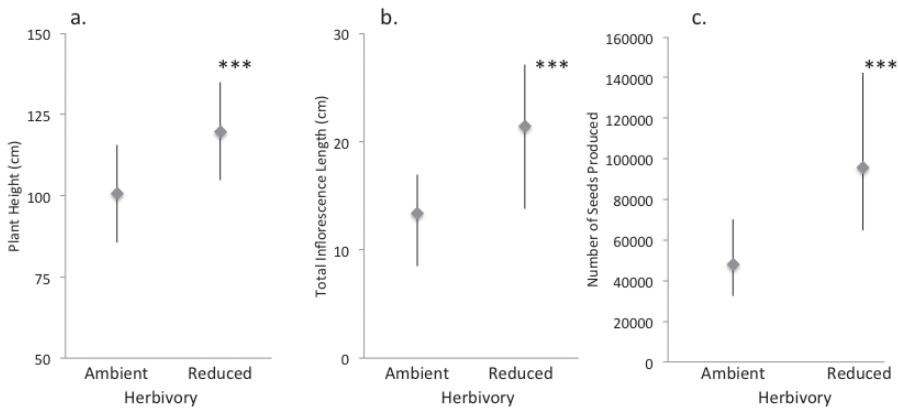 a.
150
125
100
75
50
Plant Height (cm)
***
Ambient Reduced
Herbivory
b.
30
20
10
0
Total Inflorescence Length (cm)
***
Ambient Reduced
Herbivory
c.
160000
140000
120000
100000
80000
60000
40000
20000
0
Number of Seeds Produced
***
Ambient Reduced
Herbivory